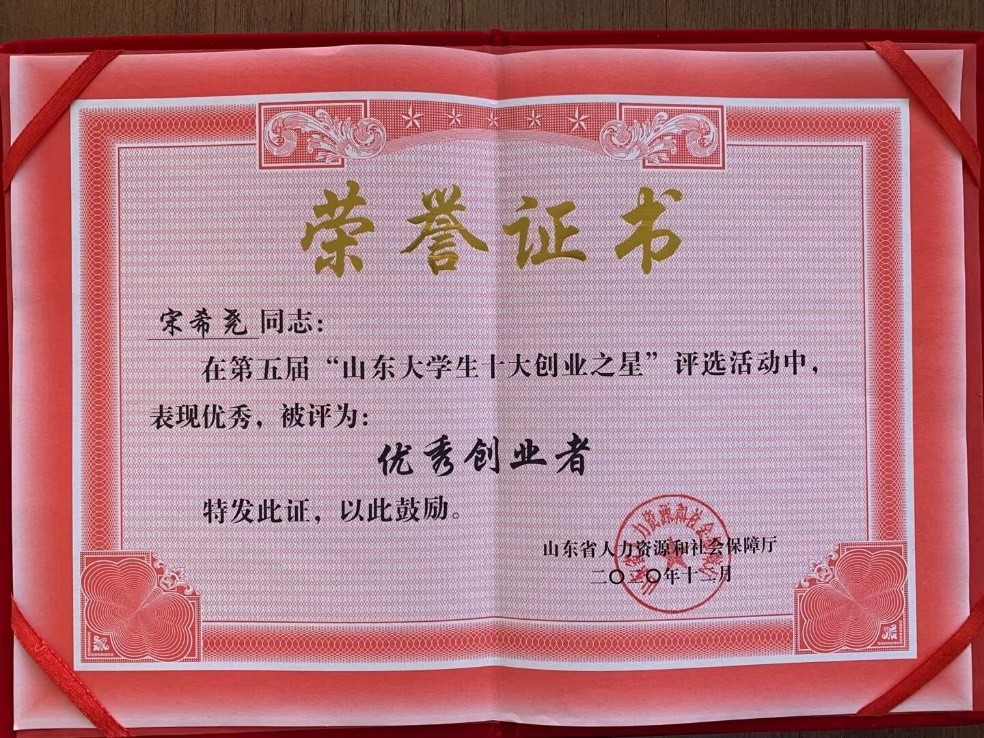 荣誉证书
宋希尧同志：
在第五届“山东大学生十大创业之星”评选活动中，
表现优秀，被评为：
优秀创业者
特发此证，以此鼓励。
山东省人力资源和社会保障厅
二〇二〇年十二月